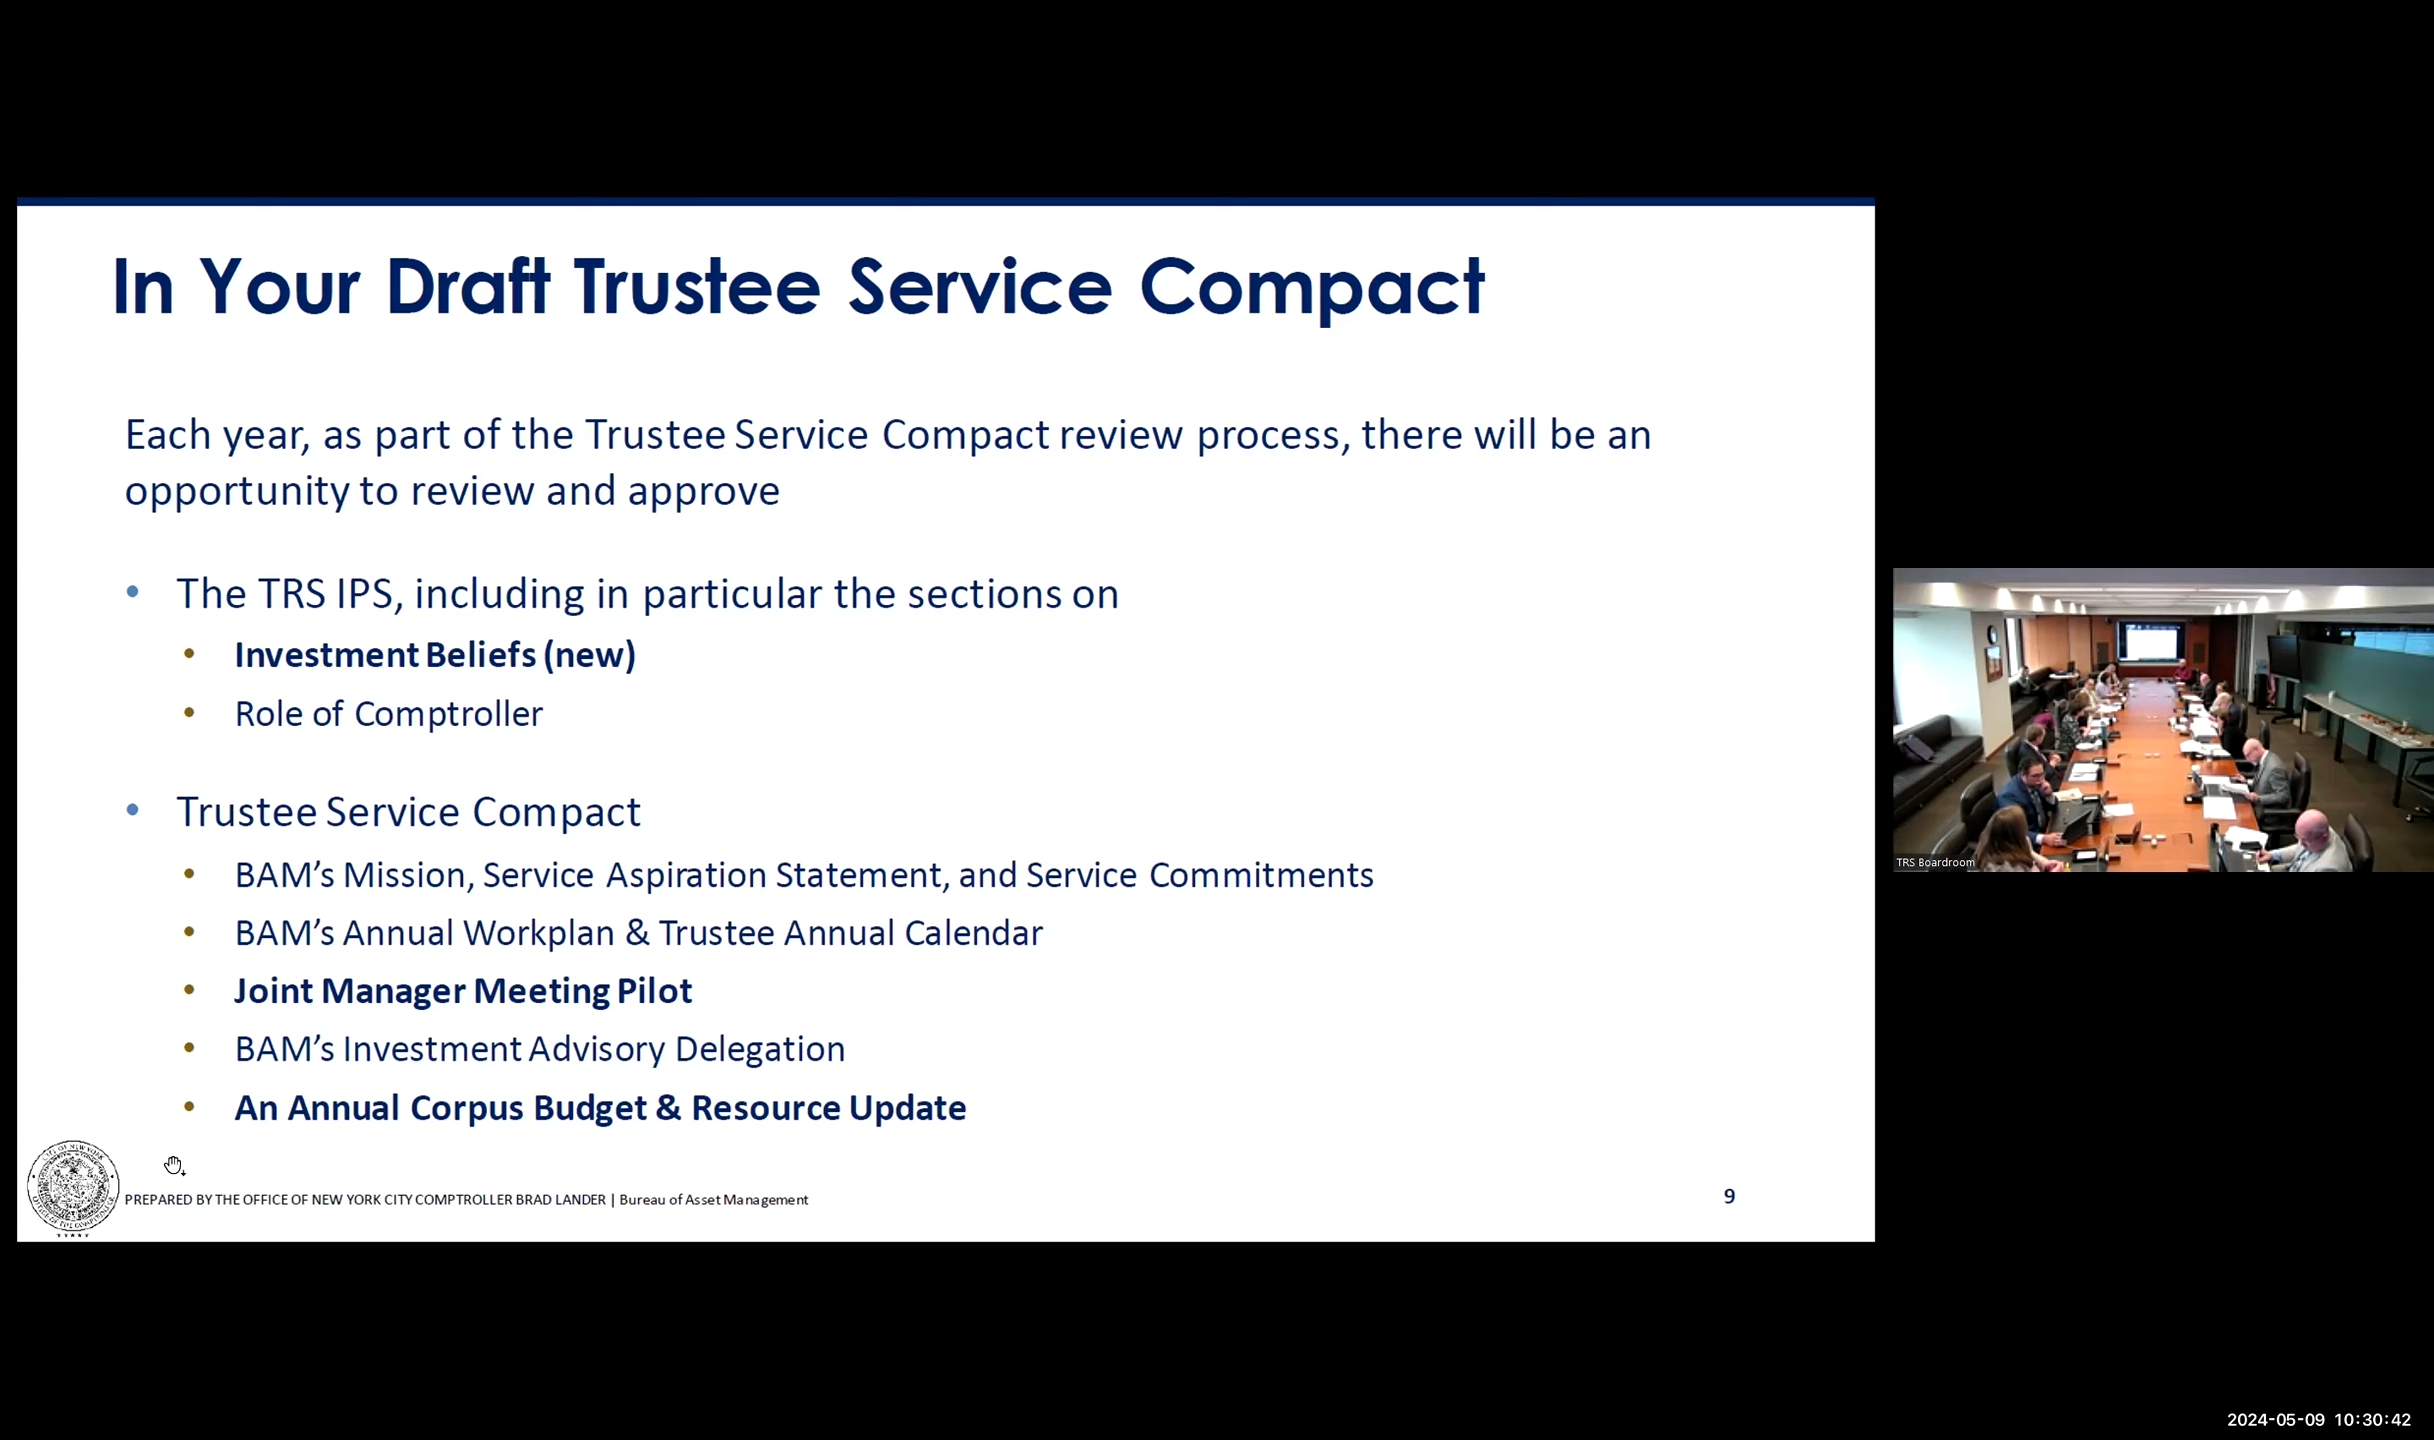 In Your Draft Trustee Service Compact
Each year, as part of the Trustee Service Compact review process, there will be an
opportunity to review and approve
• The TRS IPS, including in particular the sections on
• Investment Beliefs (new)
• Role of Comptroller
• Trustee Service Compact
• BAM’s Mission, Service Aspiration Statement, and Service Commitments
• BAM’s Annual Workplan & Trustee Annual Calendar
• Joint Manager Meeting Pilot
• BAM’s Investment Advisory Delegation
• An Annual Corpus Budget & Resource Update
PREPARED BY THE OFFICE OF NEW YORK CITY COMPTROLLER BRAD LANDER | Bureau of Asset Management
9
TRS Boardroom
2024-05-09 10:30:42